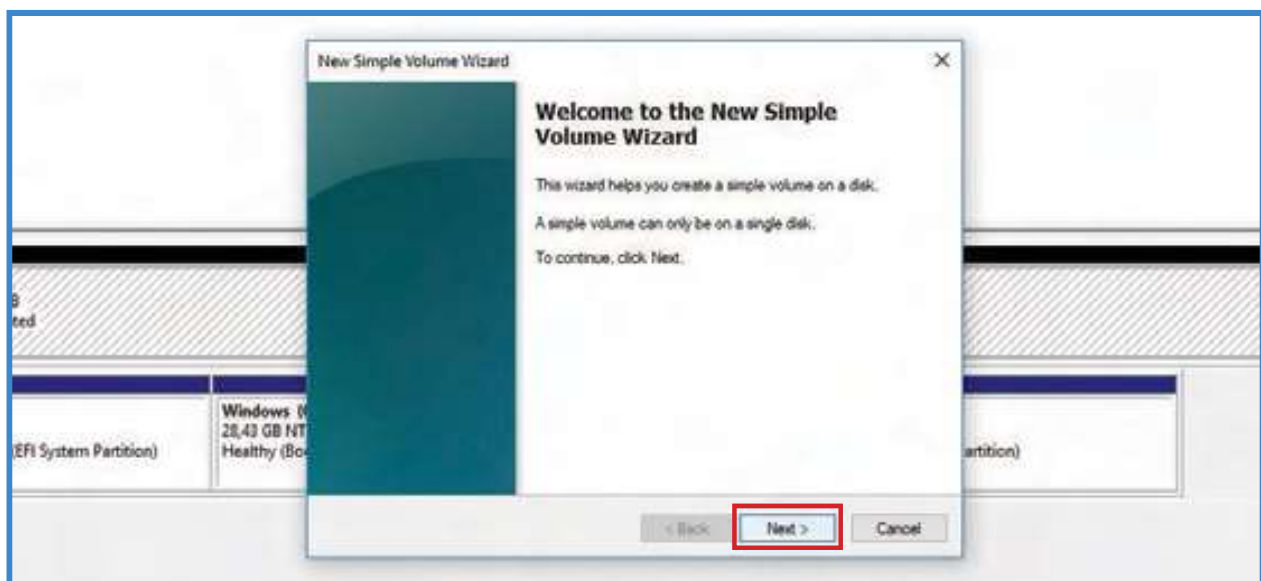 New Simple Volume Wizard
Welcome to the New Simple
Volume Wizard
This wizard helps you create a simple volume on a disk.
A simple volume can only be on a single disk.
To continue, click Next.
B
ted
(EFI System Partition)
Windows (
28,43 GB NT
Healthy (Bo
artition)
< Back
Next >
Cancel